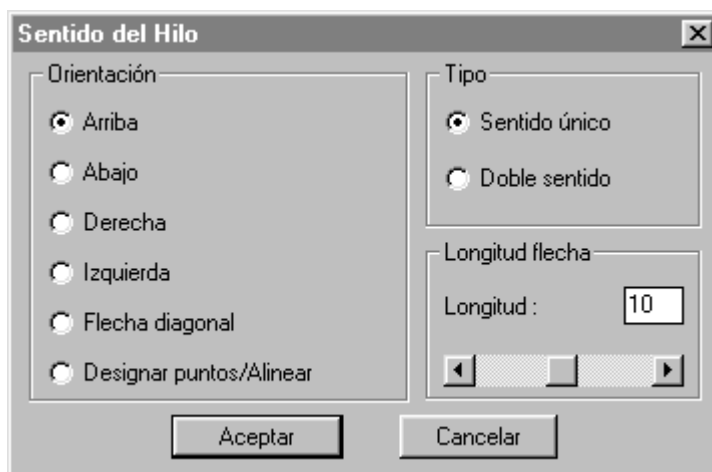 Sentido del Hilo
Orientación
Arriba
Abajo
Derecha
Izquierda
Flecha diagonal
Designar puntos/Alinear
Tipo
Sentido único
Doble sentido
Longitud flecha
Longitud : 10
Aceptar
Cancelar